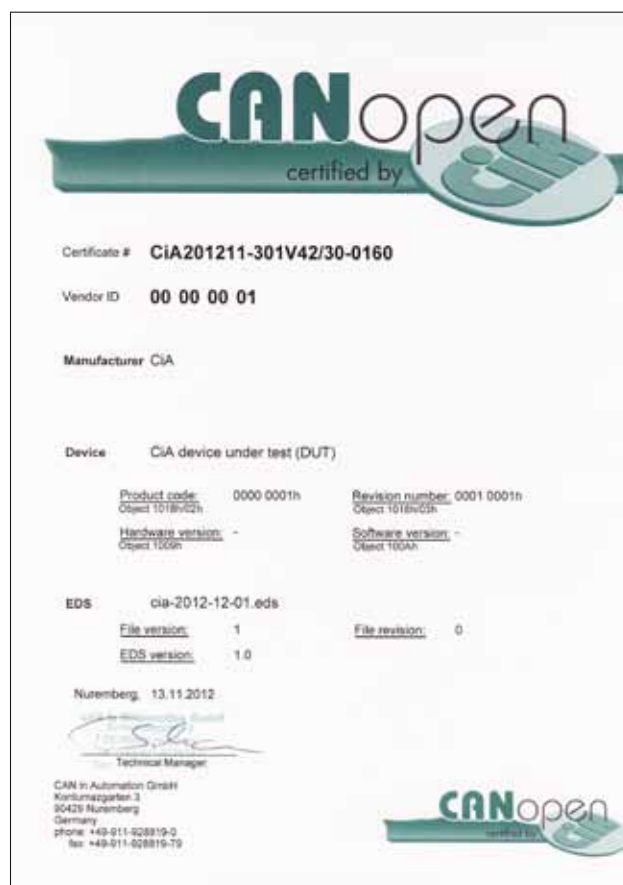 CANopen
certified by CiA
Certificate # CiA201211-301V42/30-0160
Vendor ID 00 00 00 01
Manufacturer CiA
Device CiA device under test (DUT)
Product code: 0000 0001h Revision number: 0001 0001h
Object 1018h/02h Object 1018h/03h
Hardware version: - Software version: -
Object 1009h Object 100Ah
EDS cia-2012-12-01.eds
File version: 1 File revision: 0
EDS version: 1.0
Nuremberg, 13.11.2012
Technical Manager
CAN in Automation GmbH
Kontumazgarten 3
90429 Nuremberg
Germany
phone: +49-911-928819-0
fax: +49-911-928819-79
CANopen
certified by